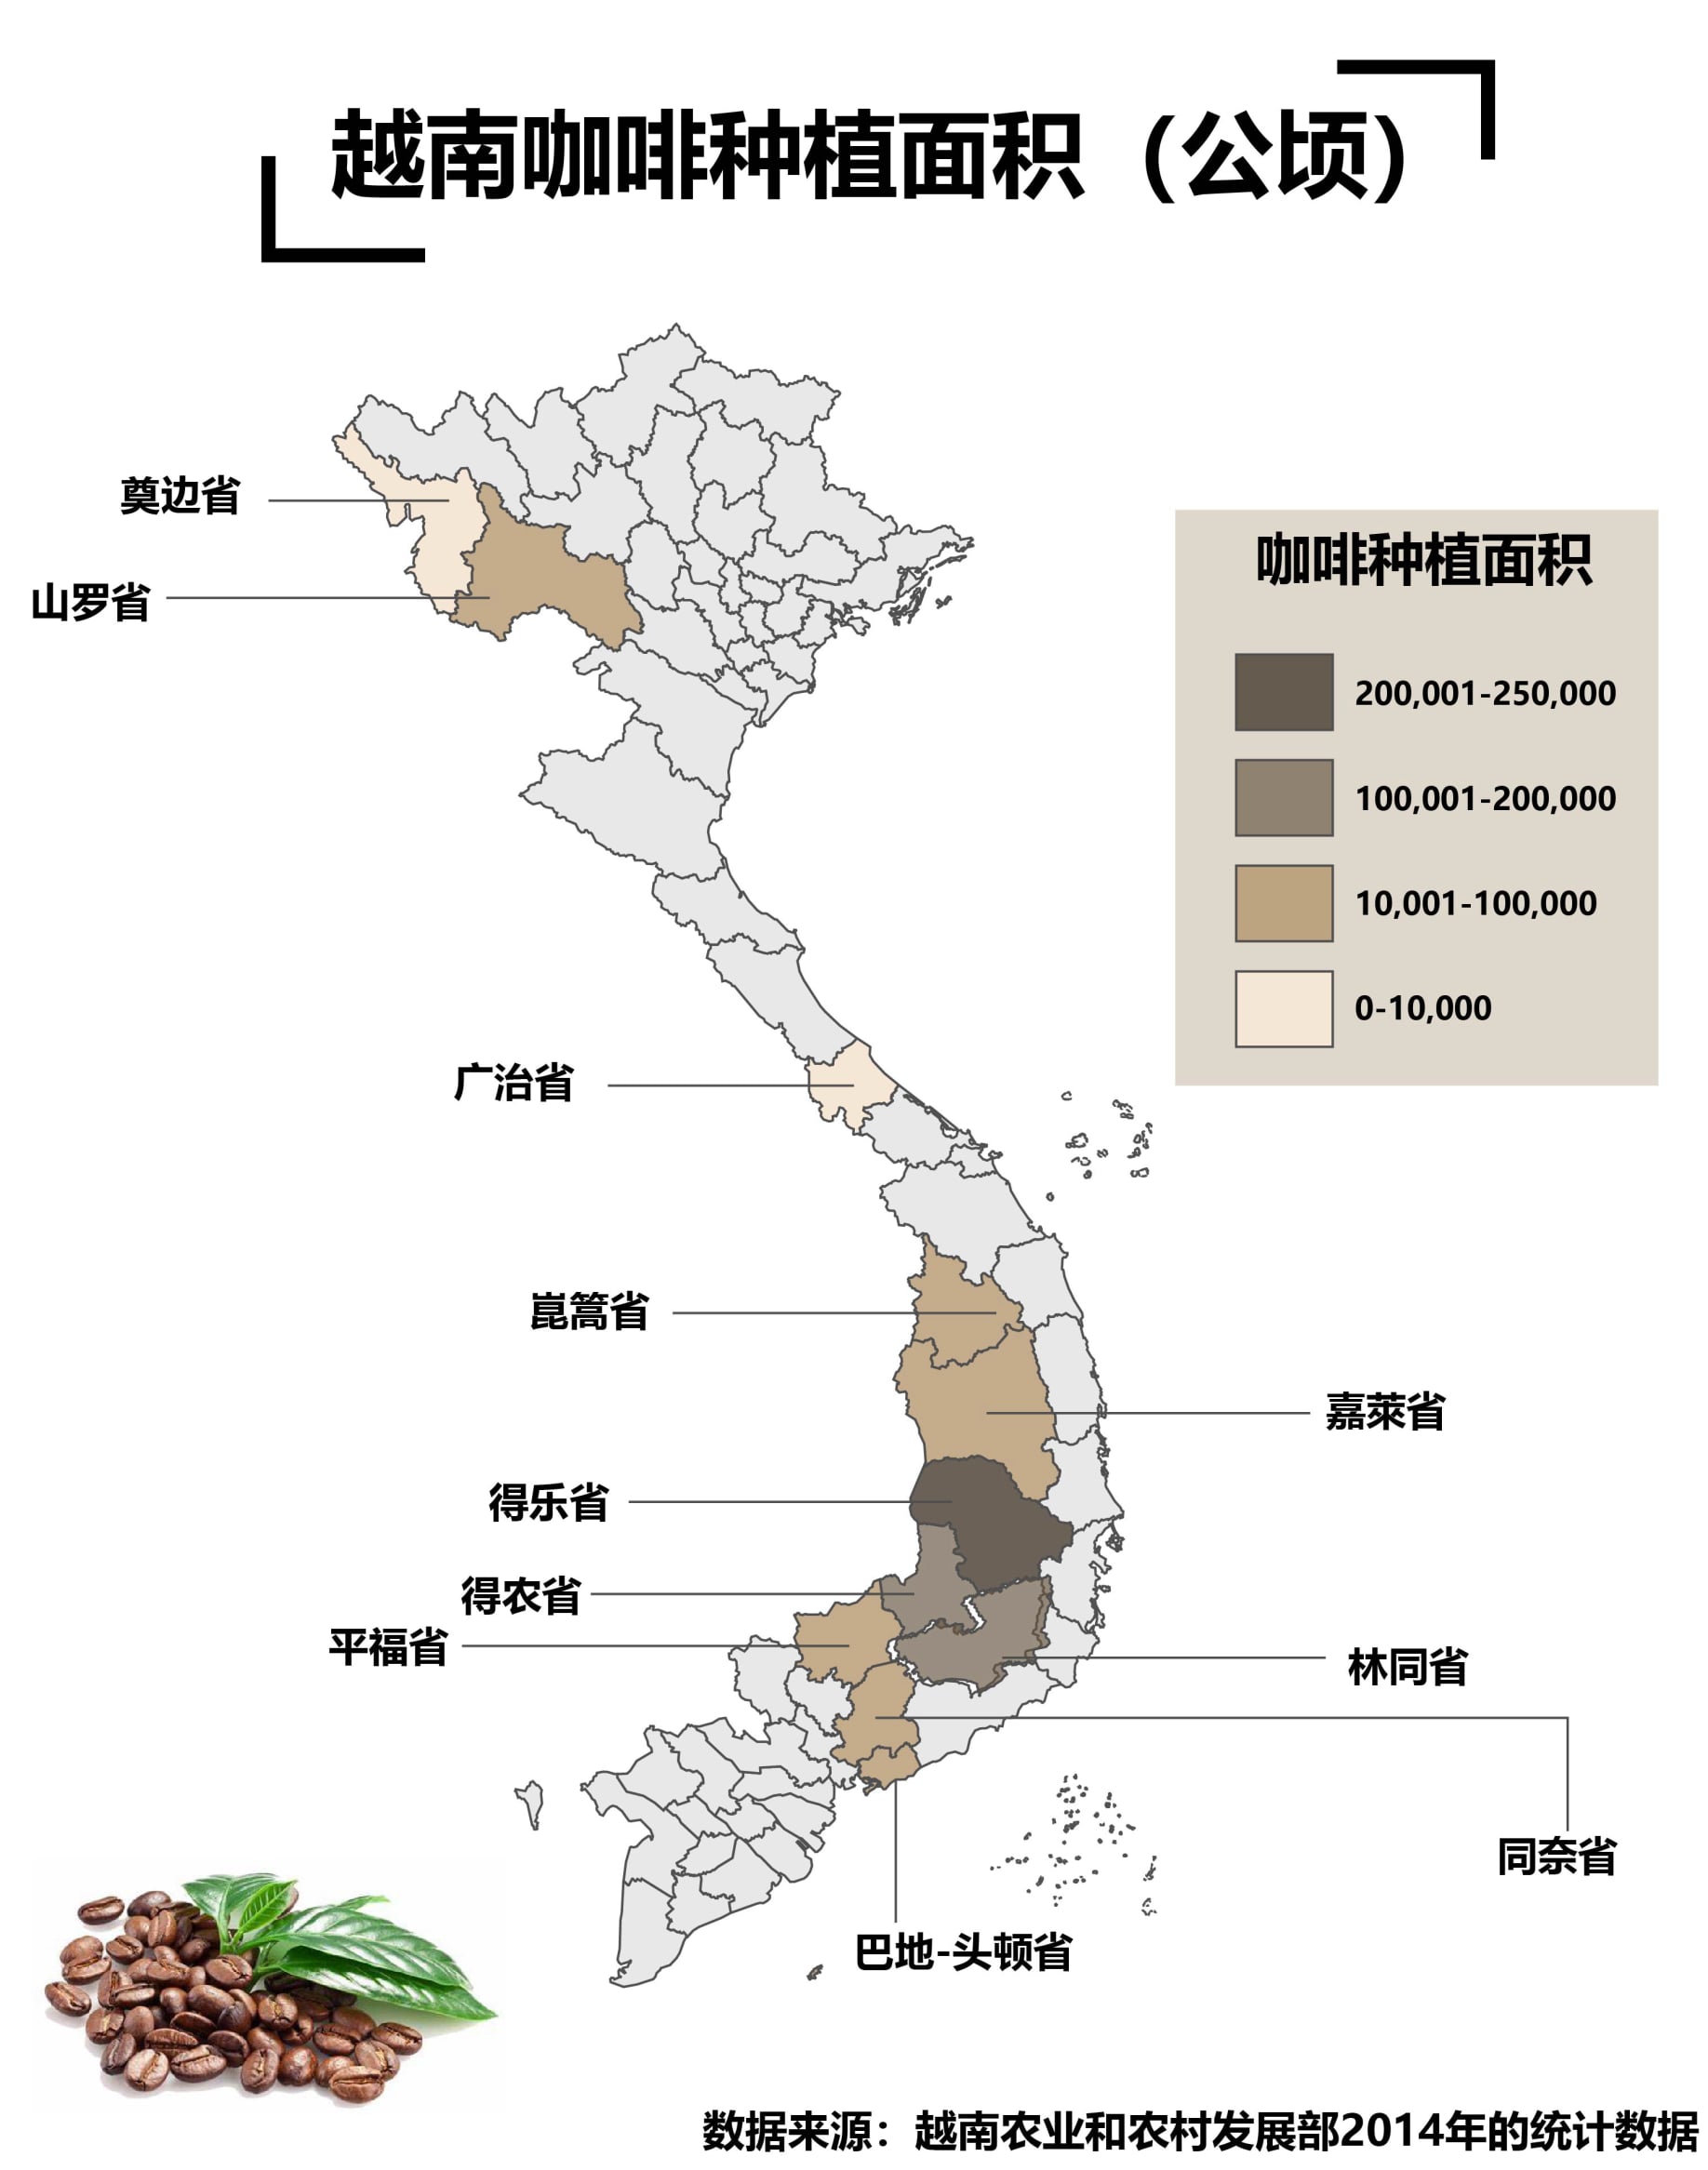 越南咖啡种植面积（公顷）
奠边省
山罗省
咖啡种植面积
200,001-250,000
100,001-200,000
10,001-100,000
0-10,000
广治省
崑篙省
嘉萊省
得乐省
得农省
平福省
林同省
同奈省
巴地-头顿省
数据来源：越南农业和农村发展部2014年的统计数据